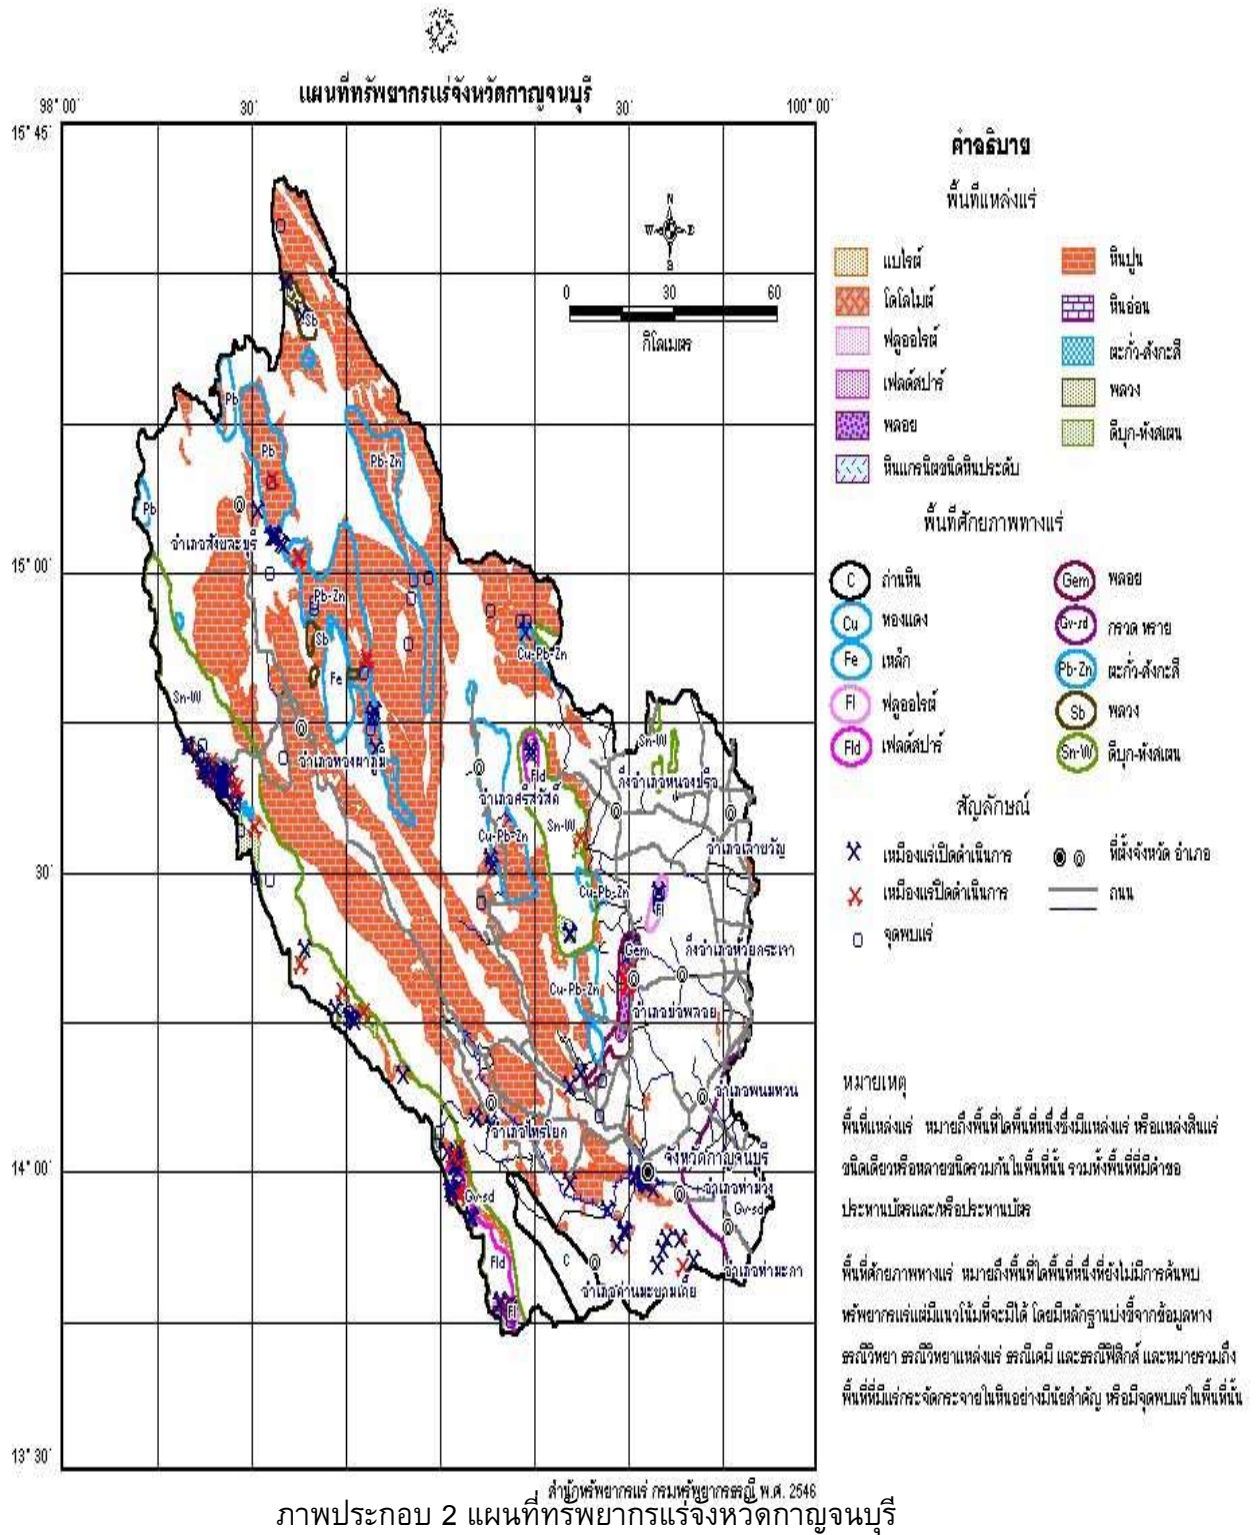 แผนที่ทรัพยากรแร่จังหวัดกาญจนบุรี
98° 00′
30′
30′
100° 00′
15° 45′
15° 00′
30′
14° 00′
13° 30′
N
W
E
S
0
30
60
กิโลเมตร
Sb
Pb
Pb
Pb-Zn
Pb
อำเภอสังขละบุรี
Pb-Zn
Sb
Fe
Cu-Pb-Zn
Sn-W
อำเภอทองผาภูมิ
Sn-W
Fld
กิ่งอำเภอหนองปรือ
อำเภอศรีสวัสดิ์
Sn-W
Cu-Pb-Zn
อำเภอเลาขวัญ
Cu-Pb-Zn
Fl
Gem
กิ่งอำเภอห้วยกระเจา
Cu-Pb-Zn
อำเภอบ่อพลอย
อำเภอพนมทวน
อำเภอไทรโยค
จังหวัดกาญจนบุรี
อำเภอท่าม่วง
Gv-sd
Gv-sd
Fld
C
อำเภอท่ามะกา
อำเภอด่านมะขามเตี้ย
Fl
คำอธิบาย
พื้นที่แหล่งแร่
แบไรต์
หินปูน
โดโลไมต์
หินอ่อน
ฟลูออไรต์
ตะกั่ว-สังกะสี
เฟลด์สปาร์
พลวง
พลอย
ดีบุก-ทังสเตน
หินแกรนิตชนิดหินประดับ
พื้นที่ศักยภาพทางแร่
C ถ่านหิน
Gem พลอย
Cu ทองแดง
Gv-sd กรวด ทราย
Fe เหล็ก
Pb-Zn ตะกั่ว-สังกะสี
Fl ฟลูออไรต์
Sb พลวง
Fld เฟลด์สปาร์
Sn-W ดีบุก-ทังสเตน
สัญลักษณ์
เหมืองแร่เปิดดำเนินการ
ที่ตั้งจังหวัด อำเภอ
เหมืองแร่ปิดดำเนินการ
ถนน
จุดพบแร่
หมายเหตุ
พื้นที่แหล่งแร่ หมายถึงพื้นที่ใดพื้นที่หนึ่งซึ่งมีแหล่งแร่ หรือแหล่งสินแร่
ชนิดเดียวหรือหลายชนิดรวมกันในพื้นที่นั้น รวมทั้งพื้นที่ที่มีคำขอ
ประทานบัตรและ/หรือประทานบัตร
พื้นที่ศักยภาพทางแร่ หมายถึงพื้นที่ใดพื้นที่หนึ่งที่ยังไม่มีการค้นพบ
ทรัพยากรแร่แต่มีแนวโน้มที่จะมีได้ โดยมีหลักฐานบ่งชี้จากข้อมูลทาง
ธรณีวิทยา ธรณีวิทยาแหล่งแร่ ธรณีเคมี และธรณีฟิสิกส์ และหมายรวมถึง
พื้นที่ที่มีแร่กระจัดกระจายในหินอย่างมีนัยสำคัญ หรือมีจุดพบแร่ในพื้นที่นั้น
สำนักทรัพยากรแร่ กรมทรัพยากรธรณี พ.ศ. 2546
ภาพประกอบ 2 แผนที่ทรัพยากรแร่จังหวัดกาญจนบุรี